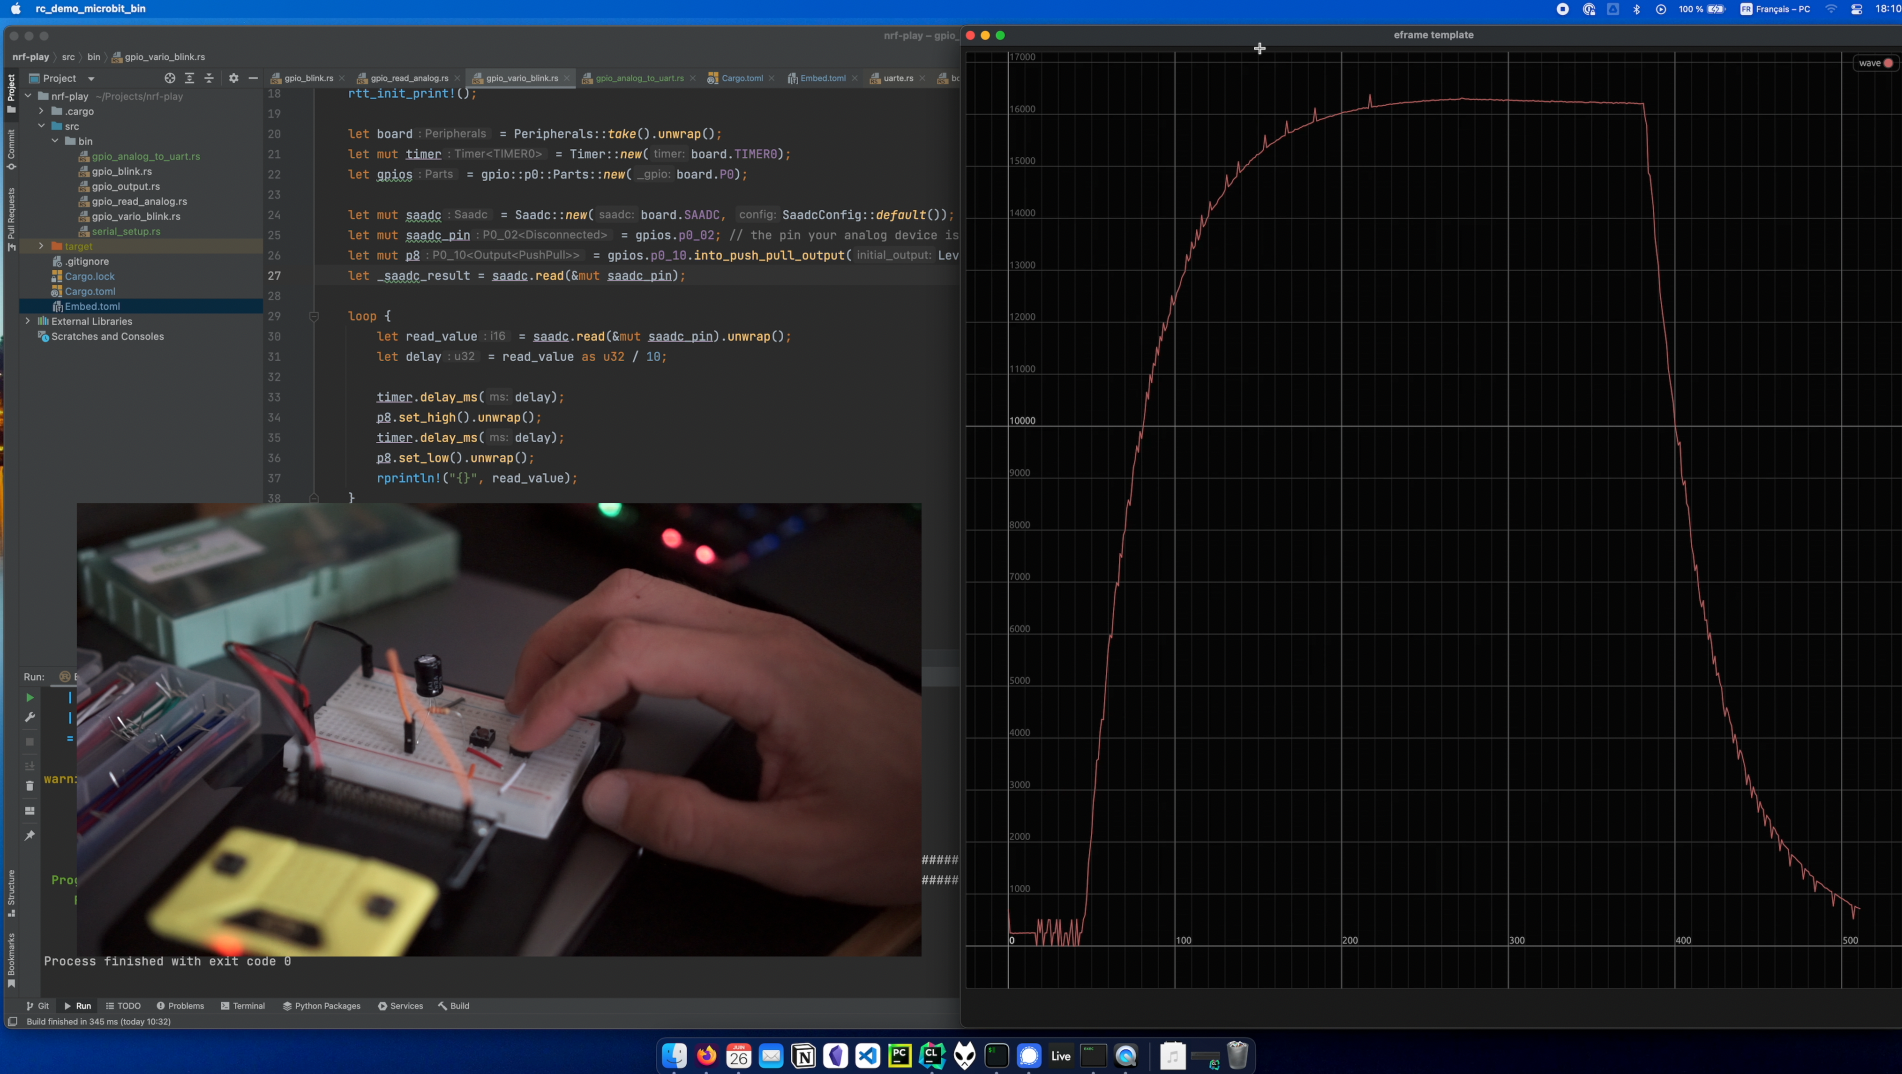 rc_demo_microbit_bin
100 %
FR Français – PC
18:10
nrf-play – gpio_
nrf-play > src > bin > gpio_vario_blink.rs
Project
gpio_blink.rs
gpio_read_analog.rs
gpio_vario_blink.rs
gpio_analog_to_uart.rs
Cargo.toml
Embed.toml
uarte.rs
nrf-play ~/Projects/nrf-play
.cargo
src
bin
gpio_analog_to_uart.rs
gpio_blink.rs
gpio_output.rs
gpio_read_analog.rs
gpio_vario_blink.rs
serial_setup.rs
target
.gitignore
Cargo.lock
Cargo.toml
Embed.toml
External Libraries
Scratches and Consoles
Project
Commit
Pull Requests
18 rtt_init_print!();
19
20 let board : Peripherals = Peripherals::take().unwrap();
21 let mut timer : Timer<TIMER0> = Timer::new( timer: board.TIMER0);
22 let gpios : Parts = gpio::p0::Parts::new( _gpio: board.P0);
23
24 let mut saadc : Saadc = Saadc::new( saadc: board.SAADC, config: SaadcConfig::default());
25 let mut saadc_pin : P0_02<Disconnected> = gpios.p0_02; // the pin your analog device is
26 let mut p8 : P0_10<Output<PushPull>> = gpios.p0_10.into_push_pull_output( initial_output: Lev
27 let _saadc_result = saadc.read(&mut saadc_pin);
28
29 loop {
30 let read_value : i16 = saadc.read(&mut saadc_pin).unwrap();
31 let delay : u32 = read_value as u32 / 10;
32
33 timer.delay_ms( ms: delay);
34 p8.set_high().unwrap();
35 timer.delay_ms( ms: delay);
36 p8.set_low().unwrap();
37 rprintln!("{}", read_value);
38 }
Run:
=
warn:
#####
#####
Process finished with exit code 0
Structure
Bookmarks
Git
Run
TODO
Problems
Terminal
Python Packages
Services
Build
Build finished in 345 ms (today 10:32)
eframe template
wave
17000
16000
15000
14000
13000
12000
11000
10000
9000
8000
7000
6000
5000
4000
3000
2000
1000
0
100
200
300
400
500
JUIN
26
PC
CL
Live